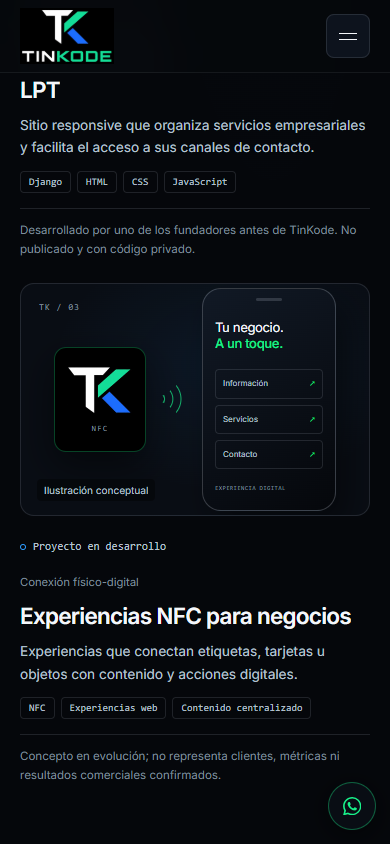 TINKODE
LPT
Sitio responsive que organiza servicios empresariales
y facilita el acceso a sus canales de contacto.
Django HTML CSS JavaScript
Desarrollado por uno de los fundadores antes de TinKode. No
publicado y con código privado.
TK / 03
NFC
Ilustración conceptual
Tu negocio.
A un toque.
Información ↗
Servicios ↗
Contacto ↗
EXPERIENCIA DIGITAL
Proyecto en desarrollo
Conexión físico-digital
Experiencias NFC para negocios
Experiencias que conectan etiquetas, tarjetas u
objetos con contenido y acciones digitales.
NFC Experiencias web Contenido centralizado
Concepto en evolución; no representa clientes, métricas ni
resultados comerciales confirmados.